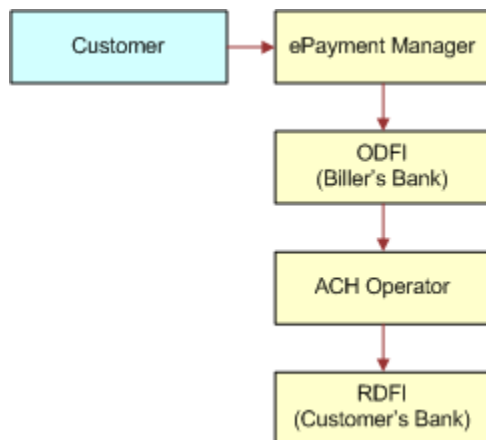 Customer
ePayment Manager
ODFI
(Biller's Bank)
ACH Operator
RDFI
(Customer's Bank)